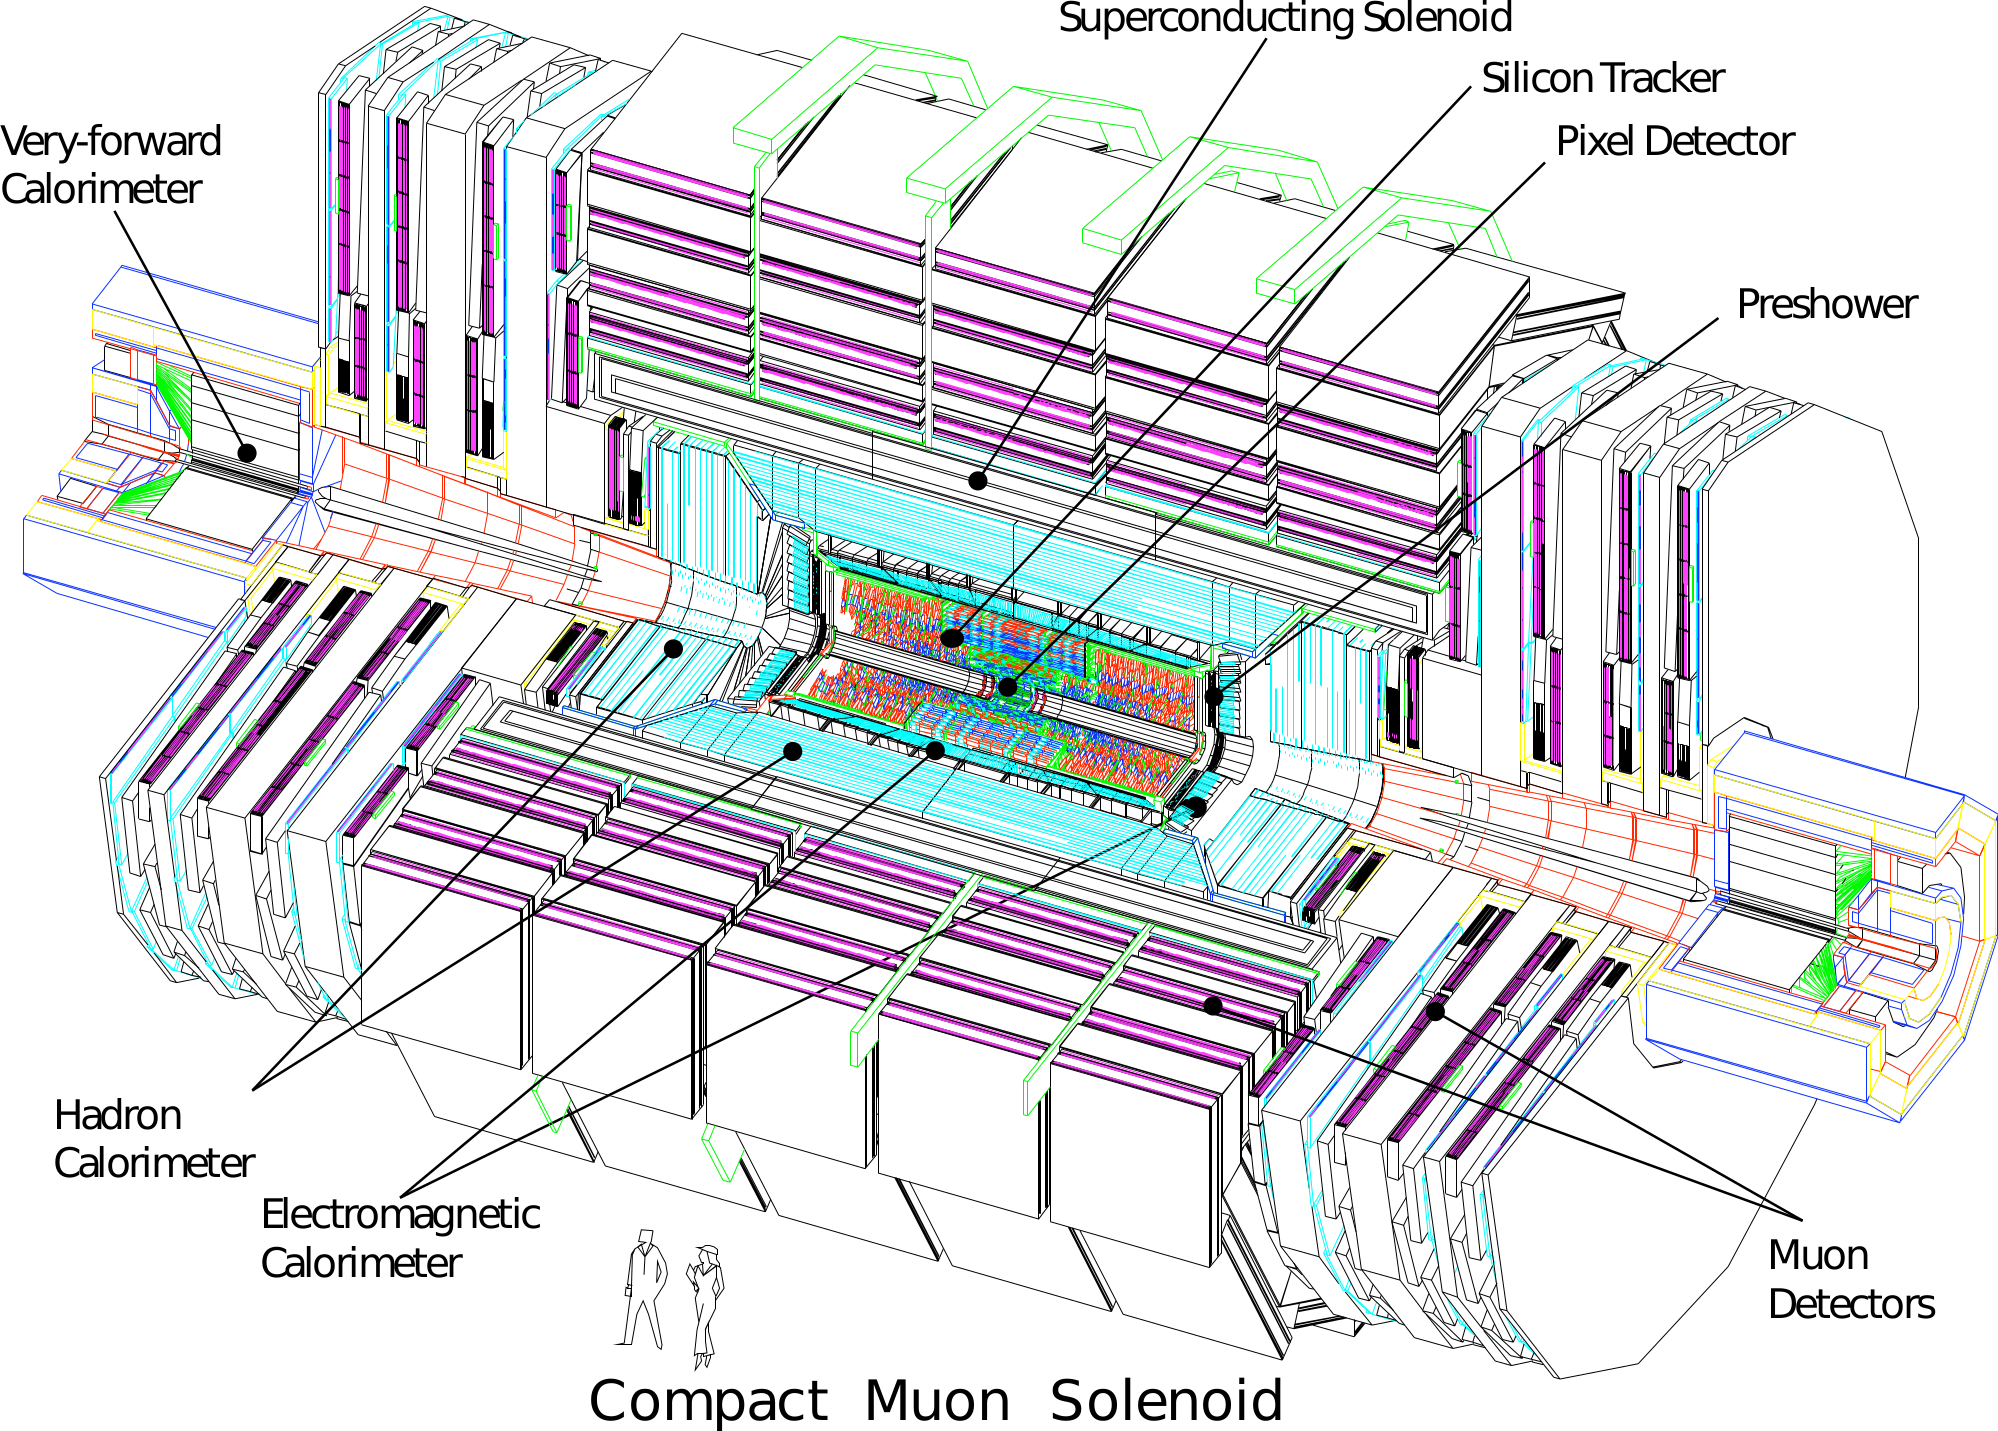 Superconducting Solenoid
Silicon Tracker
Pixel Detector
Very-forward
Calorimeter
Preshower
Hadron
Calorimeter
Electromagnetic
Calorimeter
Muon
Detectors
Compact Muon Solenoid